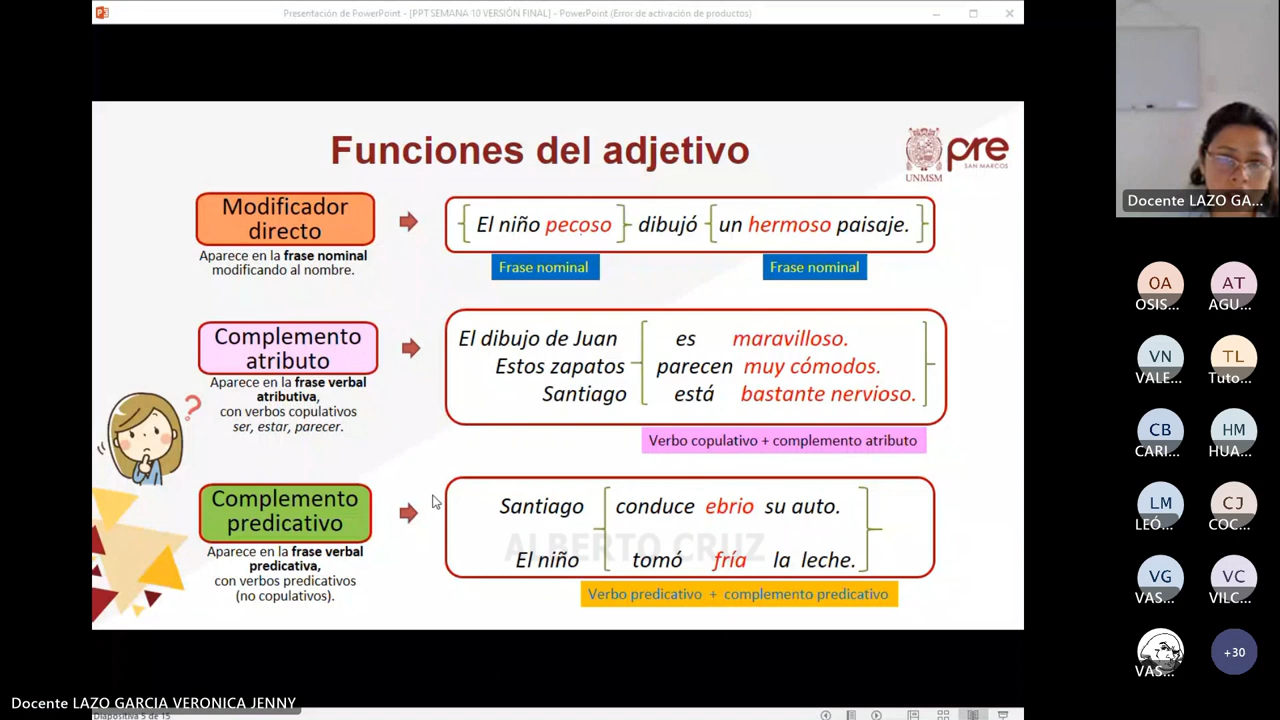 Presentación de PowerPoint - [PPT SEMANA 10 VERSIÓN FINAL] - PowerPoint (Error de activación de productos)
Funciones del adjetivo
UNMSM
pre
SAN MARCOS
Modificador
directo
Aparece en la frase nominal
modificando al nombre.
El niño pecoso dibujó un hermoso paisaje.
Frase nominal
Frase nominal
Complemento
atributo
Aparece en la frase verbal
atributiva,
con verbos copulativos
ser, estar, parecer.
El dibujo de Juan es maravilloso.
Estos zapatos parecen muy cómodos.
Santiago está bastante nervioso.
Verbo copulativo + complemento atributo
?
Complemento
predicativo
Aparece en la frase verbal
predicativa,
con verbos predicativos
(no copulativos).
Santiago conduce ebrio su auto.
ALBERTO CRUZ
El niño tomó fría la leche.
Verbo predicativo + complemento predicativo
Docente LAZO GA...
OA
OSIS...
AT
AGU...
VN
VALE...
TL
Tuto...
CB
CARI...
HM
HUA...
LM
LEÓ...
CJ
COC...
VG
VAS...
VC
VILC...
VAS...
+30
Docente LAZO GARCIA VERONICA JENNY
Diapositiva 5 de 15